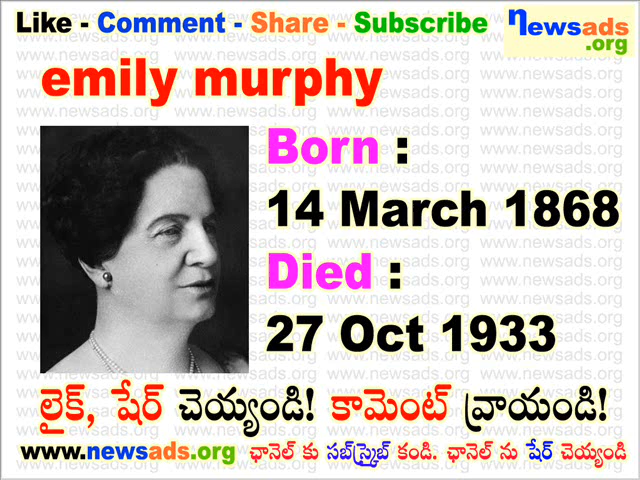 Like - Comment - Share - Subscribe
newsads
.org
emily murphy
Born :
14 March 1868
Died :
27 Oct 1933
లైక్, షేర్ చెయ్యండి! కామెంట్ వ్రాయండి!
www.newsads.org ఛానెల్ కు సబ్‌స్క్రైబ్ కండి. ఛానెల్ ను షేర్ చెయ్యండి